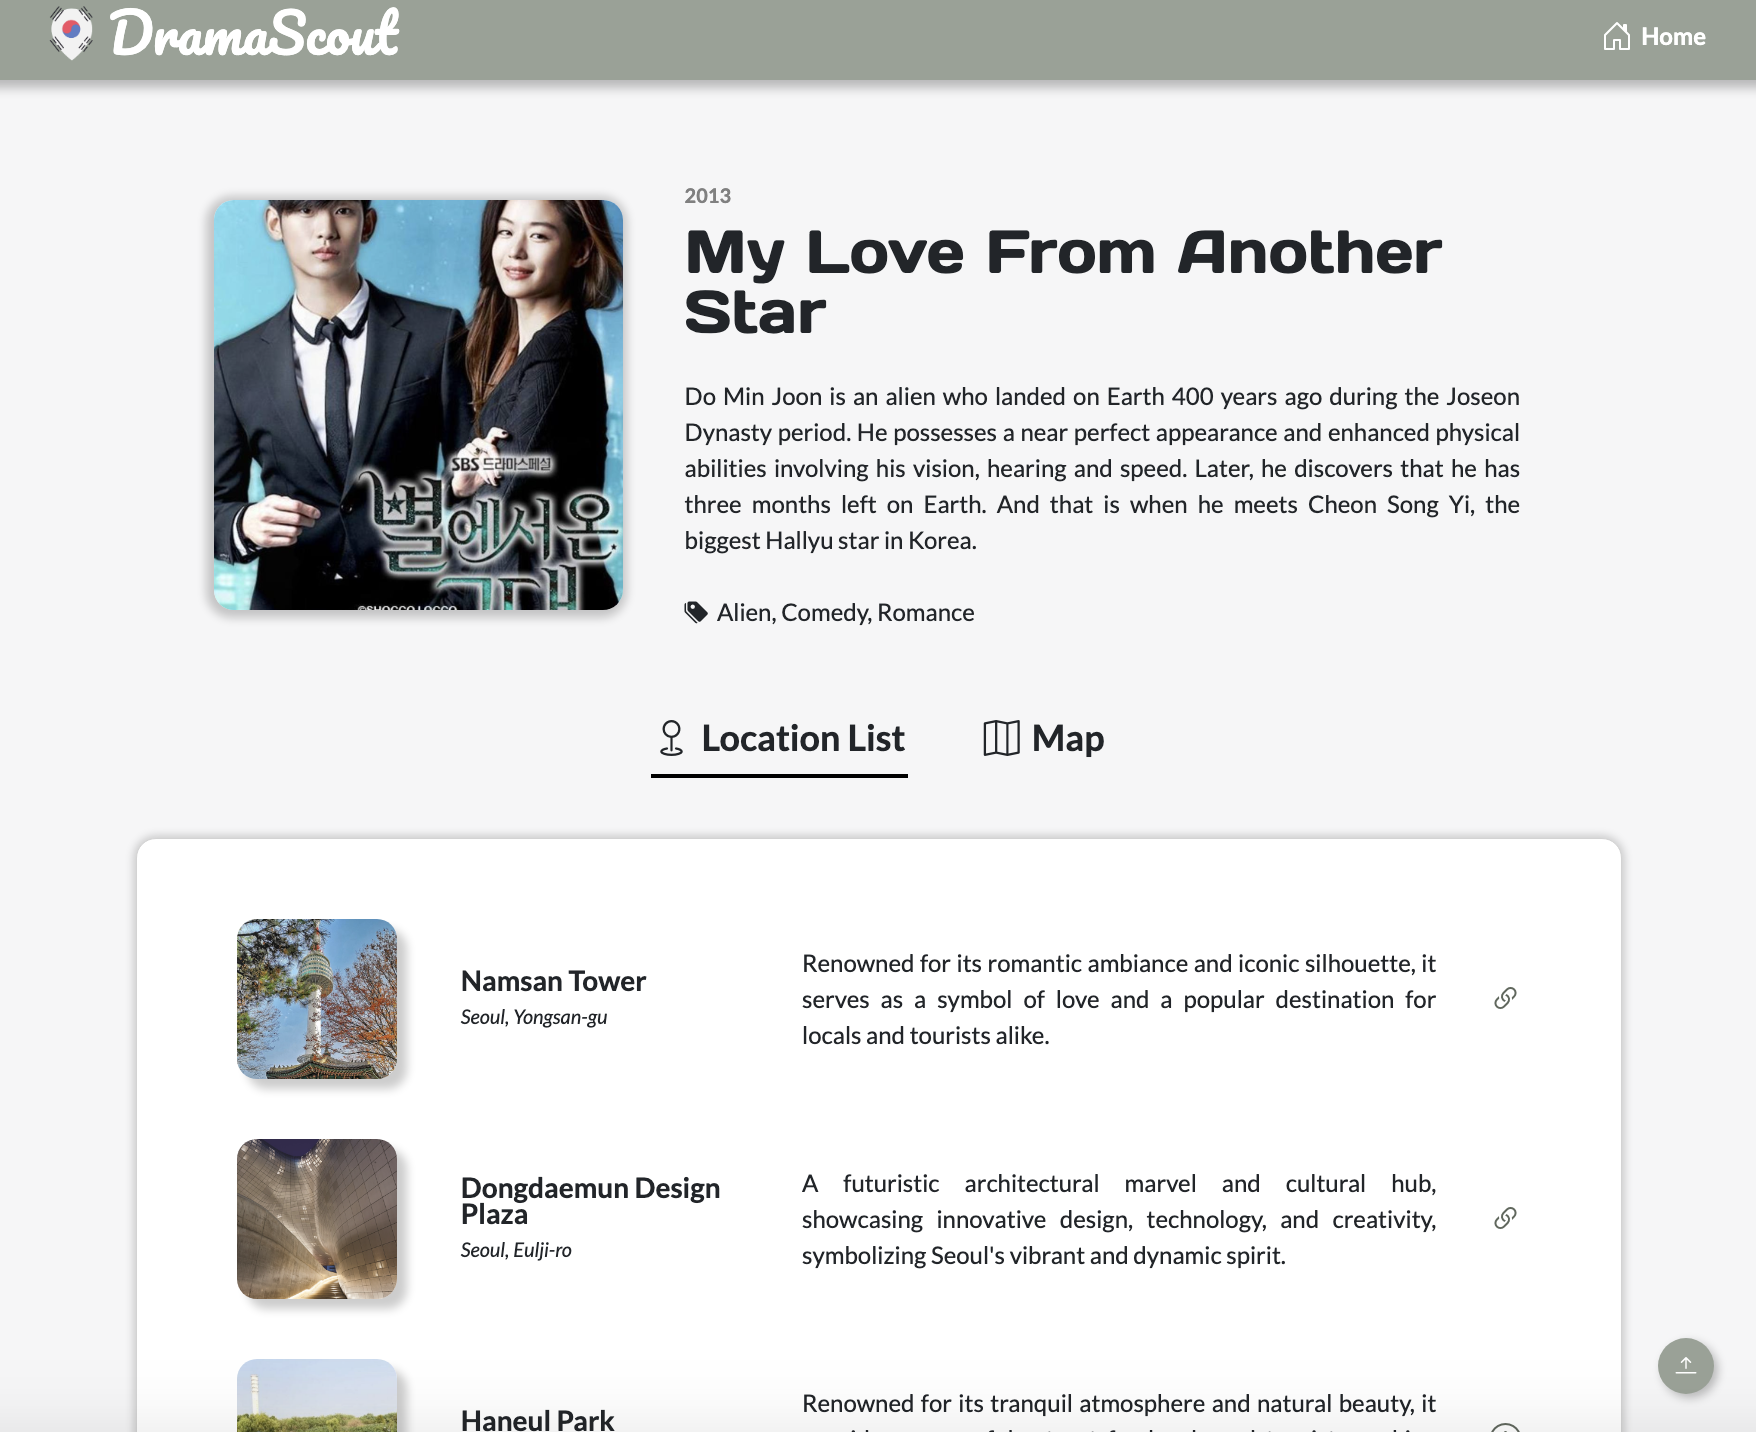 DramaScout
Home
2013
My Love From Another
Star
Do Min Joon is an alien who landed on Earth 400 years ago during the Joseon
Dynasty period. He possesses a near perfect appearance and enhanced physical
abilities involving his vision, hearing and speed. Later, he discovers that he has
three months left on Earth. And that is when he meets Cheon Song Yi, the
biggest Hallyu star in Korea.
Alien, Comedy, Romance
SBS 드라마스페셜
별에서 온
그대
Location List
Map
Namsan Tower
Seoul, Yongsan-gu
Renowned for its romantic ambiance and iconic silhouette, it
serves as a symbol of love and a popular destination for
locals and tourists alike.
Dongdaemun Design
Plaza
Seoul, Eulji-ro
A futuristic architectural marvel and cultural hub,
showcasing innovative design, technology, and creativity,
symbolizing Seoul's vibrant and dynamic spirit.
Haneul Park
Renowned for its tranquil atmosphere and natural beauty, it